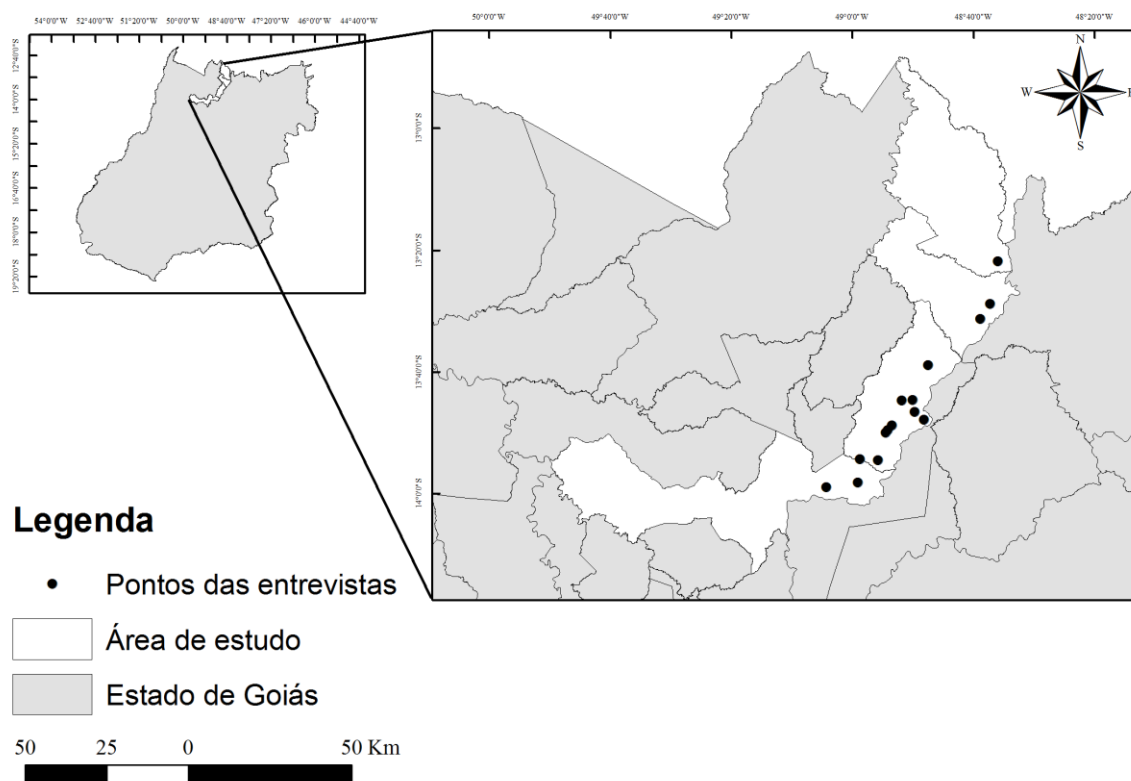 54°0'0"W 52°40'0"W 51°20'0"W 50°0'0"W 48°40'0"W 47°20'0"W 46°0'0"W 44°40'0"W
12°40'0"S
14°0'0"S
15°20'0"S
16°40'0"S
18°0'0"S
19°20'0"S
50°0'0"W 49°40'0"W 49°20'0"W 49°0'0"W 48°40'0"W 48°20'0"W
13°0'0"S
13°20'0"S
13°40'0"S
14°0'0"S
N
W
S
Legenda
Pontos das entrevistas
Área de estudo
Estado de Goiás
50 25 0 50 Km